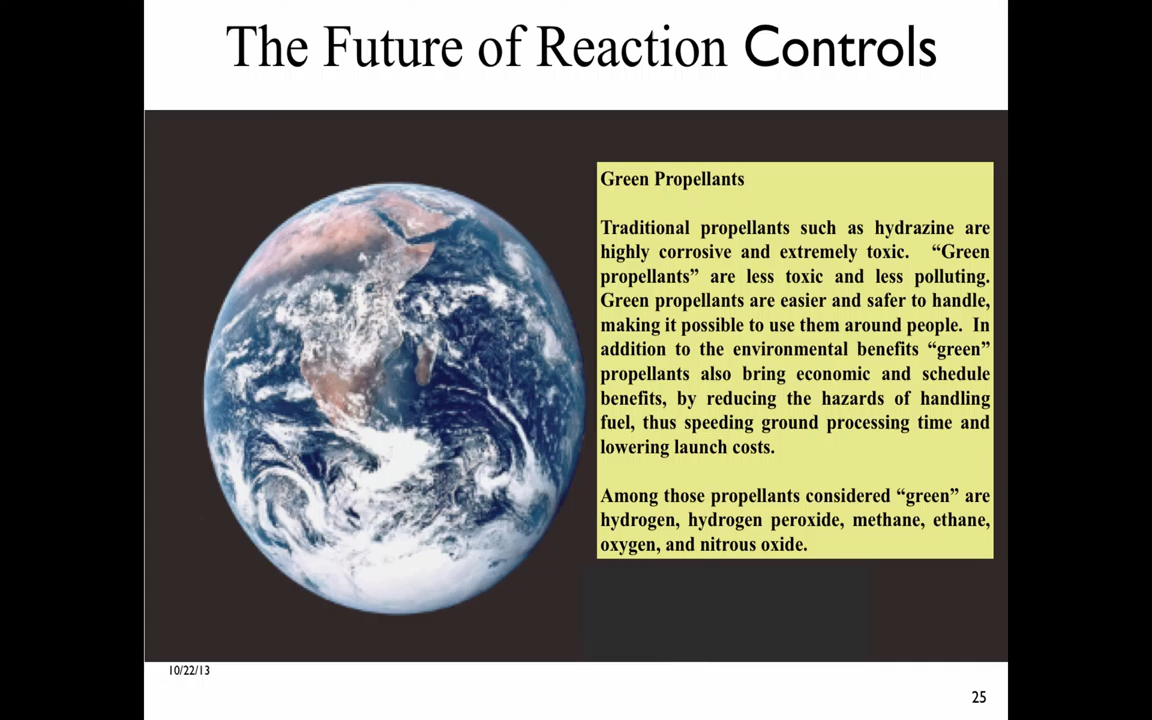 The Future of Reaction Controls
Green Propellants
Traditional propellants such as hydrazine are
highly corrosive and extremely toxic. “Green
propellants” are less toxic and less polluting.
Green propellants are easier and safer to handle,
making it possible to use them around people. In
addition to the environmental benefits “green”
propellants also bring economic and schedule
benefits, by reducing the hazards of handling
fuel, thus speeding ground processing time and
lowering launch costs.
Among those propellants considered “green” are
hydrogen, hydrogen peroxide, methane, ethane,
oxygen, and nitrous oxide.
10/22/13
25